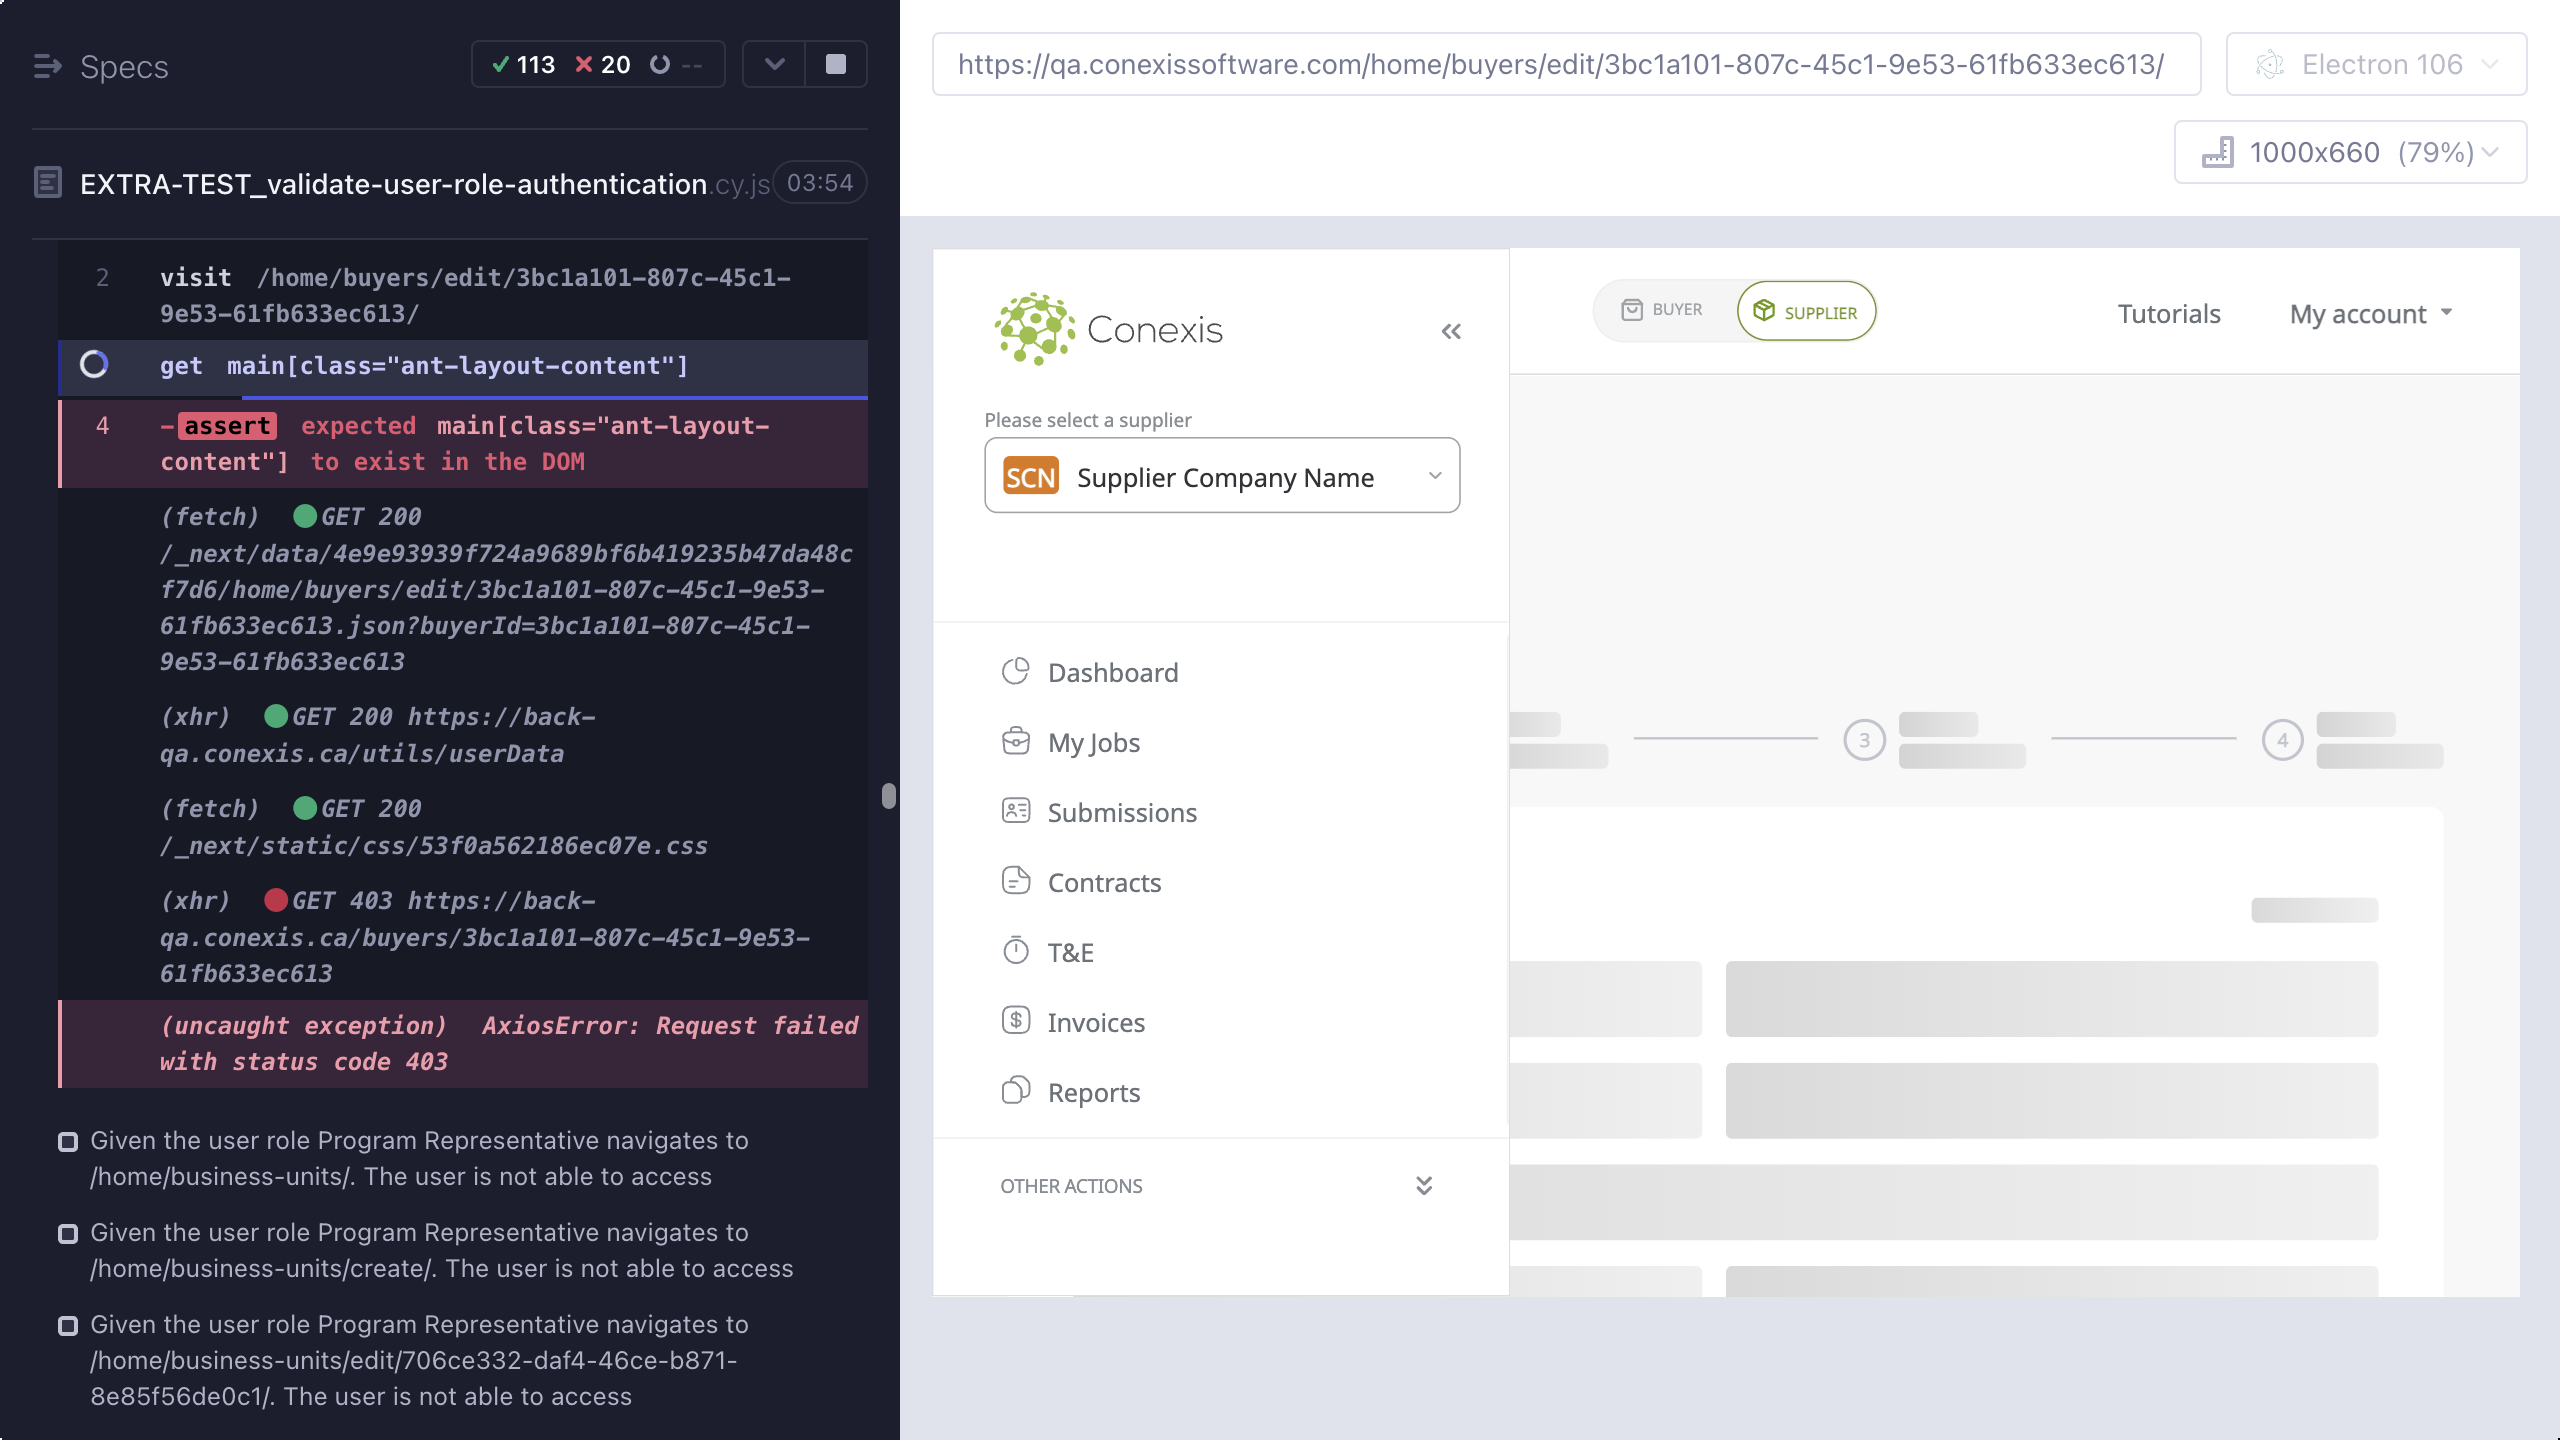 Specs
113 20 --
EXTRA-TEST_validate-user-role-authentication.cy.js 03:54
2 visit /home/buyers/edit/3bc1a101-807c-45c1-
9e53-61fb633ec613/
get main[class="ant-layout-content"]
4 -assert expected main[class="ant-layout-
content"] to exist in the DOM
(fetch) GET 200
/_next/data/4e9e93939f724a9689bf6b419235b47da48c
f7d6/home/buyers/edit/3bc1a101-807c-45c1-9e53-
61fb633ec613.json?buyerId=3bc1a101-807c-45c1-
9e53-61fb633ec613
(xhr) GET 200 https://back-
qa.conexis.ca/utils/userData
(fetch) GET 200
/_next/static/css/53f0a562186ec07e.css
(xhr) GET 403 https://back-
qa.conexis.ca/buyers/3bc1a101-807c-45c1-9e53-
61fb633ec613
(uncaught exception) AxiosError: Request failed
with status code 403
Given the user role Program Representative navigates to
/home/business-units/. The user is not able to access
Given the user role Program Representative navigates to
/home/business-units/create/. The user is not able to access
Given the user role Program Representative navigates to
/home/business-units/edit/706ce332-daf4-46ce-b871-
8e85f56de0c1/. The user is not able to access
https://qa.conexissoftware.com/home/buyers/edit/3bc1a101-807c-45c1-9e53-61fb633ec613/
Electron 106
1000x660 (79%)
Conexis
BUYER
SUPPLIER
Tutorials
My account
Please select a supplier
SCN Supplier Company Name
Dashboard
My Jobs
Submissions
Contracts
T&E
Invoices
Reports
OTHER ACTIONS
3
4